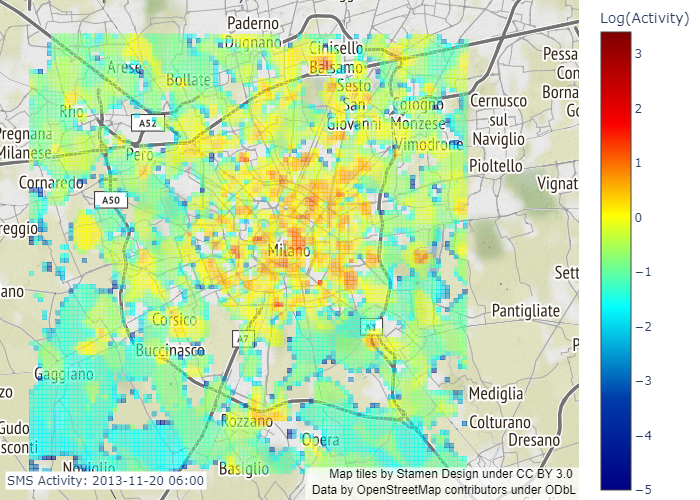 Log(Activity)
3
2
1
0
−1
−2
−3
−4
−5
Paderno
Dugnano
Cinisello
Balsamo
Arese
Bollate
Sesto
San
Giovanni
Cologno
Monzese
Vimodrone
Pessa
Con
Borna
Go
Cernusco
sul
Naviglio
Rho
A52
Pregnana
Milanese
Pero
Cornaredo
Pioltello
Vignat
A50
reggio
Milano
Sett
ano
Pantigliate
Corsico
A7
Buccinasco
P
Gaggiano
zo
Mediglia
Rozzano
Colturano
Gudo
sconti
Opera
Dresano
Noviglio
Basiglio
SMS Activity: 2013-11-20 06:00
Map tiles by Stamen Design under CC BY 3.0
Data by OpenStreetMap contributors under ODbL